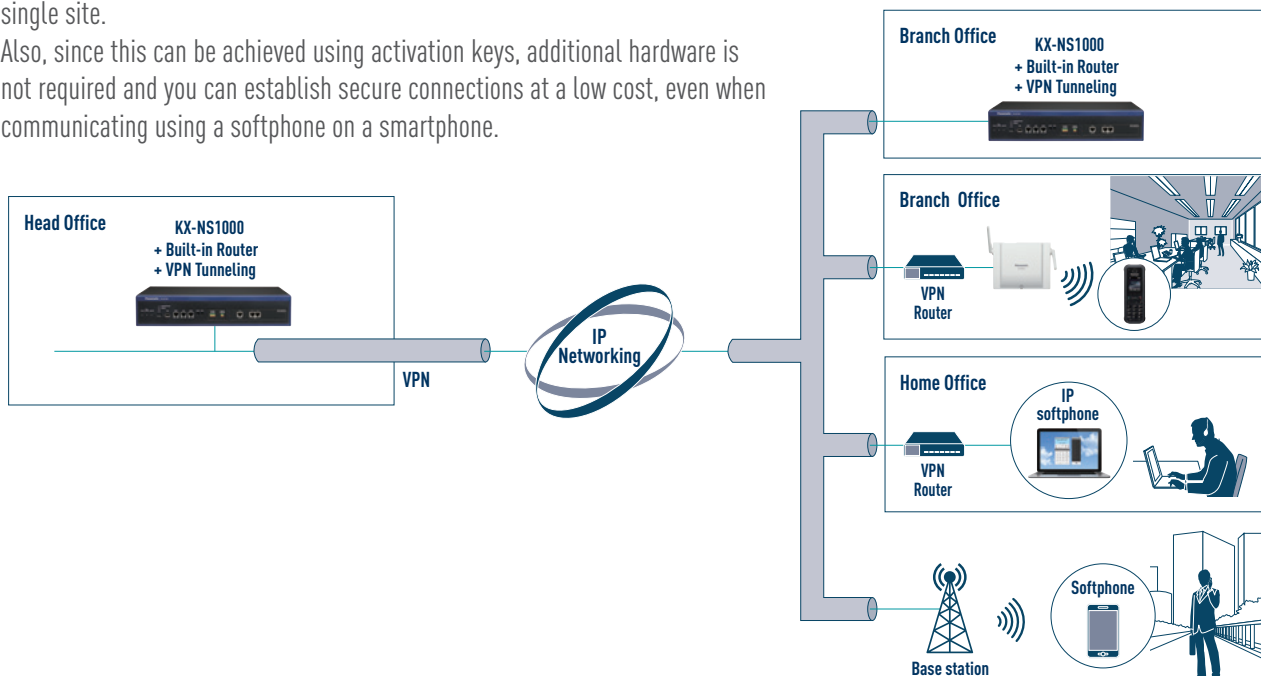 single site.
Also, since this can be achieved using activation keys, additional hardware is
not required and you can establish secure connections at a low cost, even when
communicating using a softphone on a smartphone.
Head Office
KX-NS1000
+ Built-in Router
+ VPN Tunneling
VPN
IP
Networking
Branch Office
KX-NS1000
+ Built-in Router
+ VPN Tunneling
Branch Office
VPN
Router
Home Office
VPN
Router
IP
softphone
Base station
Softphone